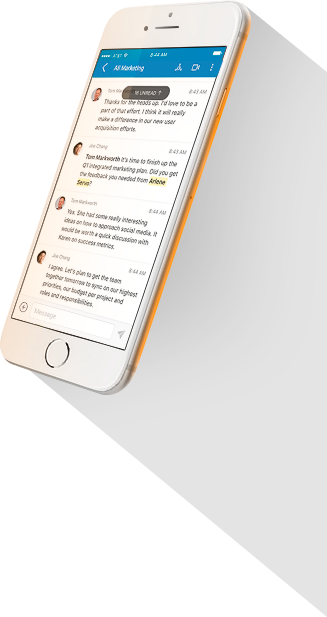 AT&T
8:44 AM
All Marketing
16 UNREAD ↑
8:43 AM
Thanks for the heads up. I'd love to be a
part of that effort. I think it will really
make a difference in our new user
acquisition efforts.
Joe Chang
8:43 AM
Tom Markworth It's time to finish up the
Q1 integrated marketing plan. Did you get
the feedback you needed from Arlene
Servo?
Tom Markworth
8:44 AM
Yes. She had some really interesting
ideas on how to approach social media. It
would be worth a quick discussion with
Karen on success metrics.
Joe Chang
8:44 AM
I agree. Let's plan to get the team
together tomorrow to sync on our highest
priorities, our budget per project and
roles and responsibilities.
Message